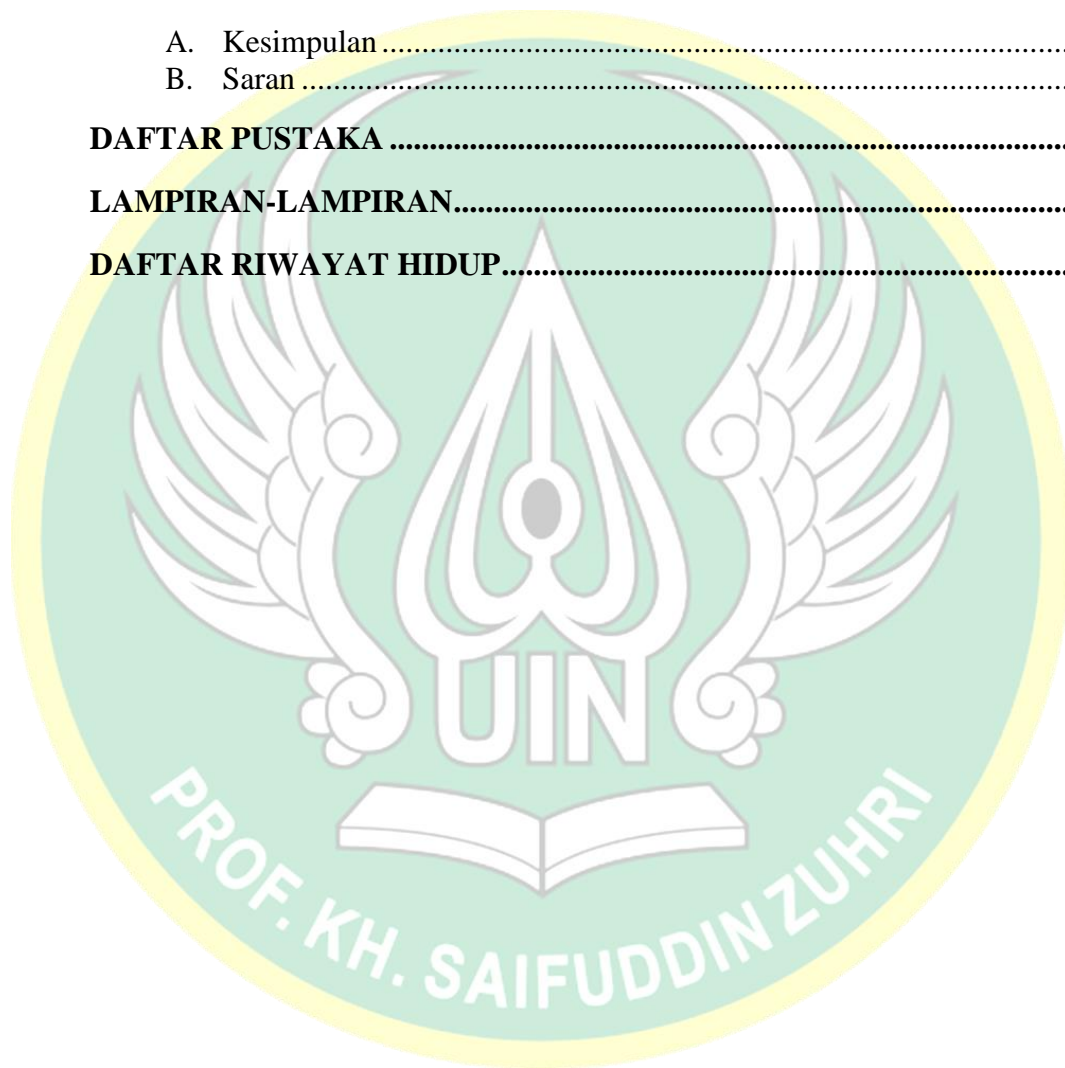 A. Kesimpulan ........................................................................................
B. Saran ..................................................................................................
DAFTAR PUSTAKA ......................................................................................
LAMPIRAN-LAMPIRAN..............................................................................
DAFTAR RIWAYAT HIDUP........................................................................
UIN
PROF. KH. SAIFUDDIN ZUHRI